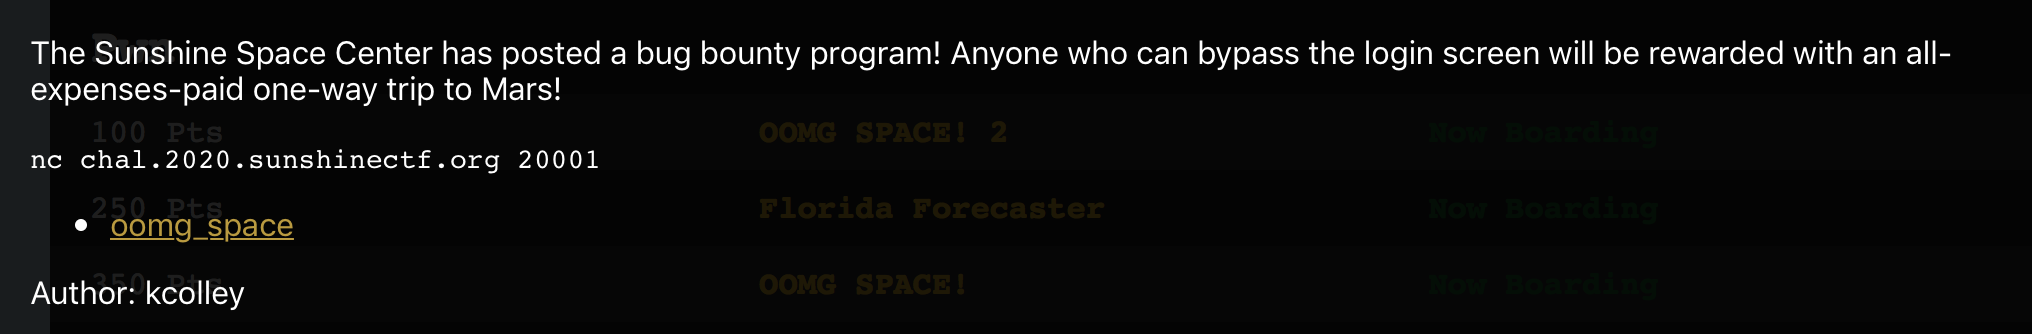 The Sunshine Space Center has posted a bug bounty program! Anyone who can bypass the login screen will be rewarded with an all-
expenses-paid one-way trip to Mars!
100 Pts OOMG SPACE! 2 Now Boarding
nc chal.2020.sunshinectf.org 20001
250 Pts Florida Forecaster Now Boarding
oomg_space
350 Pts OOMG SPACE! Now Boarding
Author: kcolley